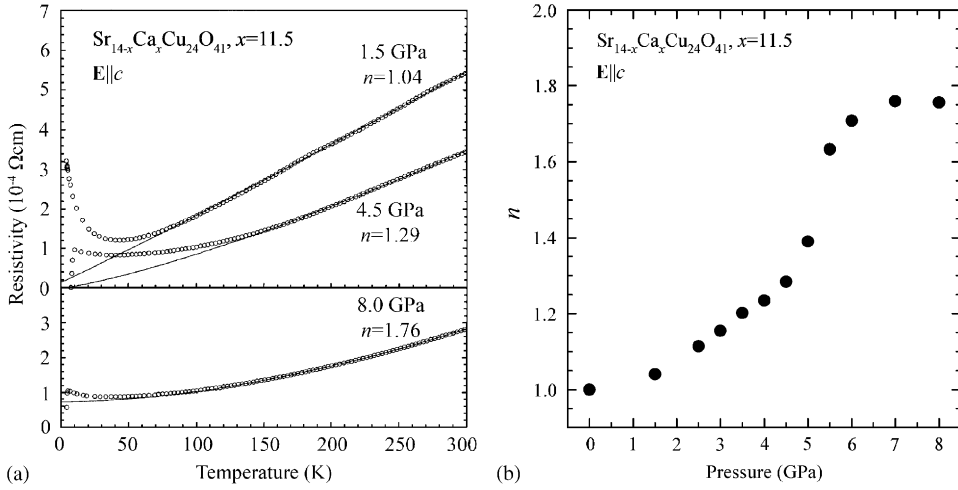 7
6
5
4
3
2
1
0
Resistivity (10⁻⁴ Ωcm)
Sr₁₄₋ₓCaₓCu₂₄O₄₁, x=11.5
E||c
1.5 GPa
n=1.04
4.5 GPa
n=1.29
8.0 GPa
n=1.76
3
2
1
0
0 50 100 150 200 250 300
Temperature (K)
(a)
2.0
1.8
1.6
1.4
1.2
1.0
n
Sr₁₄₋ₓCaₓCu₂₄O₄₁, x=11.5
E||c
0 1 2 3 4 5 6 7 8
Pressure (GPa)
(b)